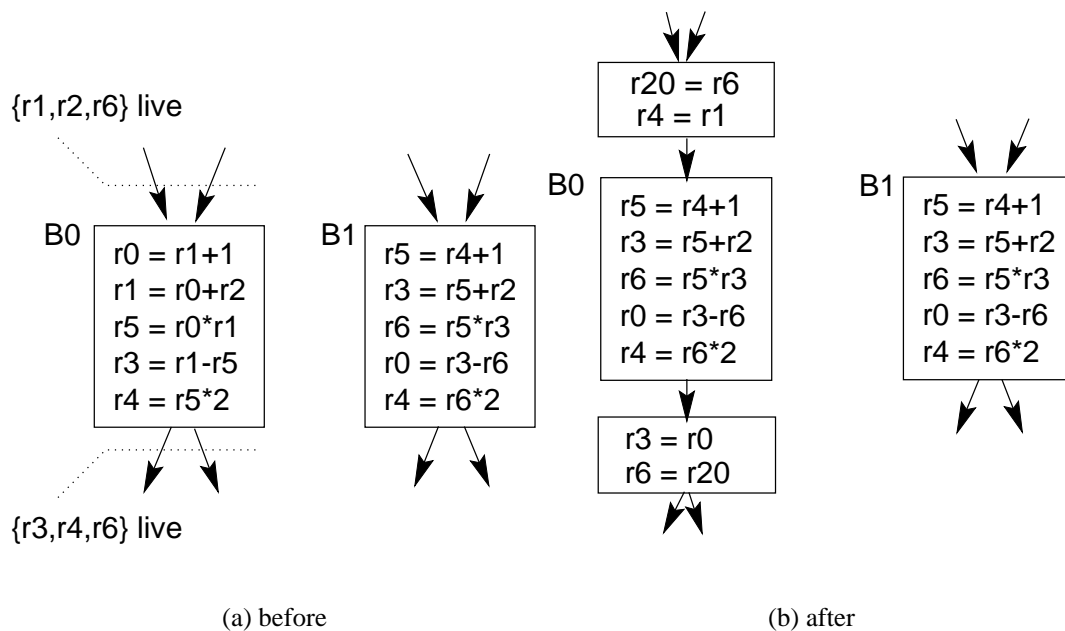 {r1,r2,r6} live
B0
r0 = r1+1
r1 = r0+r2
r5 = r0*r1
r3 = r1-r5
r4 = r5*2
{r3,r4,r6} live
B1
r5 = r4+1
r3 = r5+r2
r6 = r5*r3
r0 = r3-r6
r4 = r6*2
(a) before
r20 = r6
r4 = r1
B0
r5 = r4+1
r3 = r5+r2
r6 = r5*r3
r0 = r3-r6
r4 = r6*2
r3 = r0
r6 = r20
B1
r5 = r4+1
r3 = r5+r2
r6 = r5*r3
r0 = r3-r6
r4 = r6*2
(b) after